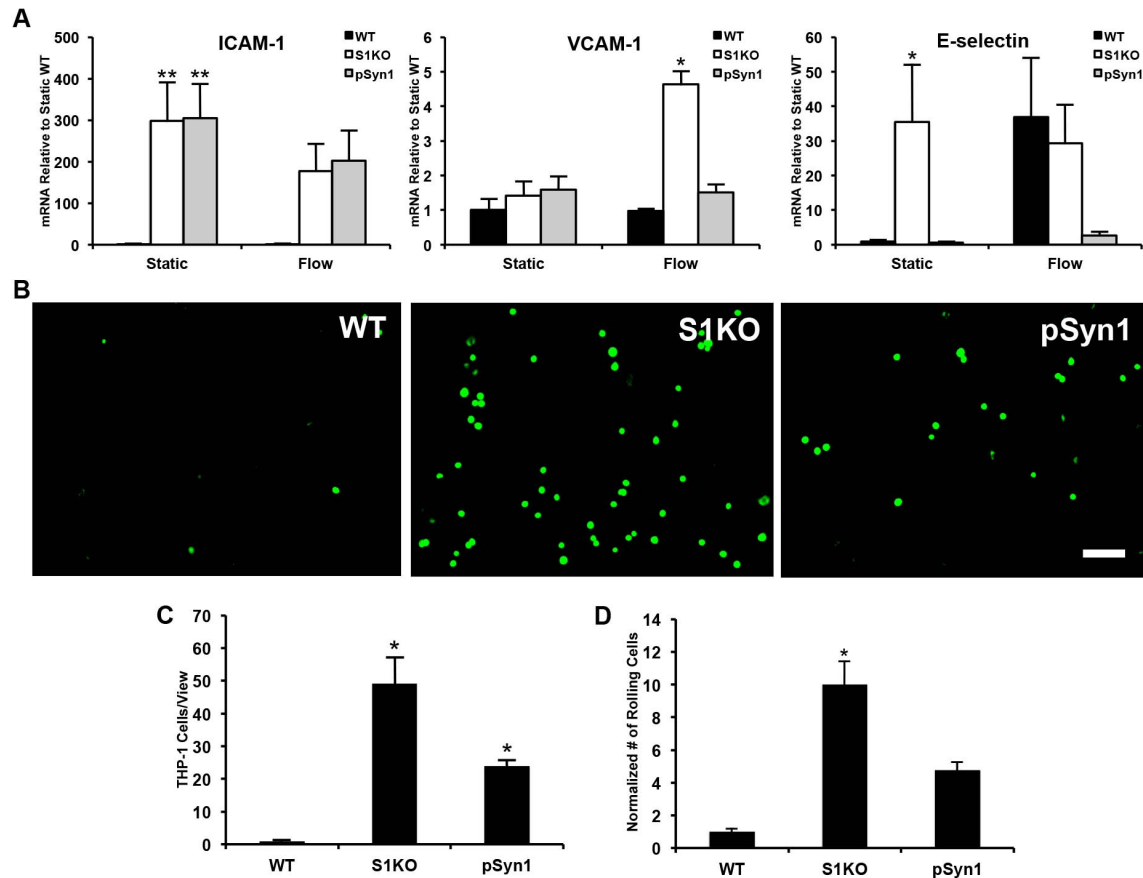 A
ICAM-1
WT
S1KO
pSyn1
mRNA Relative to Static WT
500
400
300
200
100
0
**
**
Static
Flow
VCAM-1
WT
S1KO
pSyn1
mRNA Relative to Static WT
6
5
4
3
2
1
0
*
Static
Flow
E-selectin
WT
S1KO
pSyn1
mRNA Relative to Static WT
60
50
40
30
20
10
0
*
Static
Flow
B
WT
S1KO
pSyn1
C
THP-1 Cells/View
70
60
50
40
30
20
10
0
*
*
WT
S1KO
pSyn1
D
Normalized # of Rolling Cells
14
12
10
8
6
4
2
0
*
WT
S1KO
pSyn1